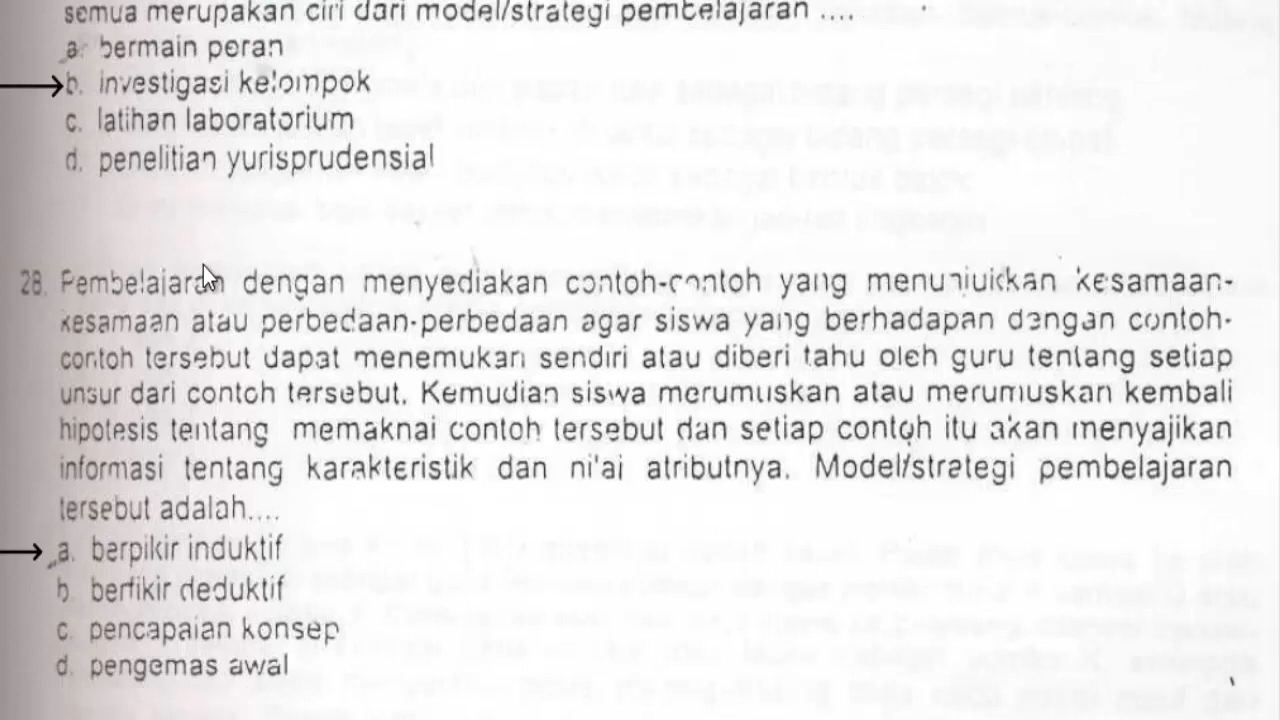 semua merupakan ciri dari model/strategi pembelajaran ....
a. bermain peran
b. investigasi kelompok
c. latihan laboratorium
d. penelitian yurisprudensial
28. Pembelajaran dengan menyediakan contoh-contoh yang menunjukkan kesamaan-
kesamaan atau perbedaan-perbedaan agar siswa yang berhadapan dengan contoh-
contoh tersebut dapat menemukan sendiri atau diberi tahu oleh guru tentang setiap
unsur dari contoh tersebut. Kemudian siswa merumuskan atau merumuskan kembali
hipotesis tentang memaknai contoh tersebut dan setiap contoh itu akan menyajikan
informasi tentang karakteristik dan nilai atributnya. Model/strategi pembelajaran
tersebut adalah....
a. berpikir induktif
b. berfikir deduktif
c. pencapaian konsep
d. pengemas awal